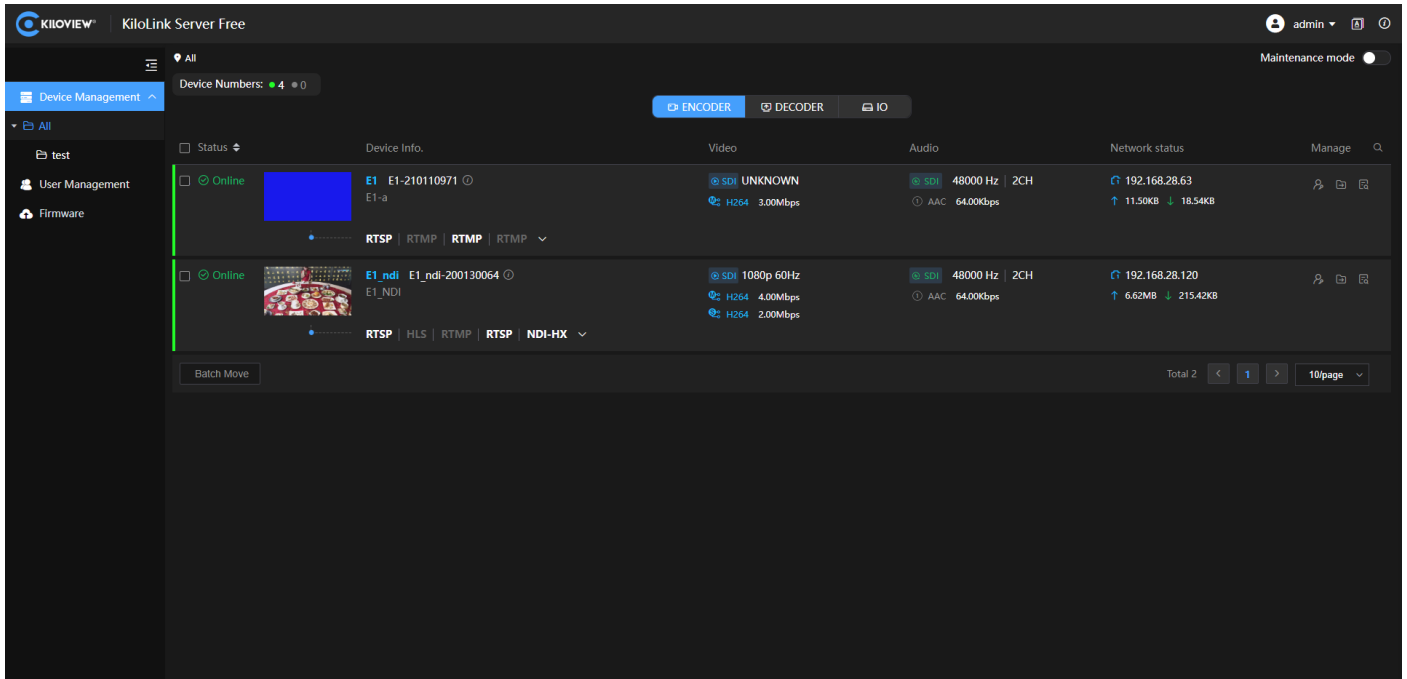 KILOVIEW® KiloLink Server Free admin
All Maintenance mode
Device Numbers: 4 0
Device Management
ENCODER DECODER IO
All
test
User Management
Firmware
Status Device Info. Video Audio Network status Manage
Online E1 E1-210110971 SDI UNKNOWN SDI 48000 Hz 2CH 192.168.28.63
E1-a H264 3.00Mbps 1 AAC 64.00Kbps ↑ 11.50KB ↓ 18.54KB
RTSP | RTMP | RTMP | RTMP
Online E1_ndi E1_ndi-200130064 SDI 1080p 60Hz SDI 48000 Hz 2CH 192.168.28.120
E1_NDI H264 4.00Mbps 1 AAC 64.00Kbps ↑ 6.62MB ↓ 215.42KB
H264 2.00Mbps
RTSP | HLS | RTMP | RTSP | NDI-HX
Batch Move Total 2 < 1 > 10/page